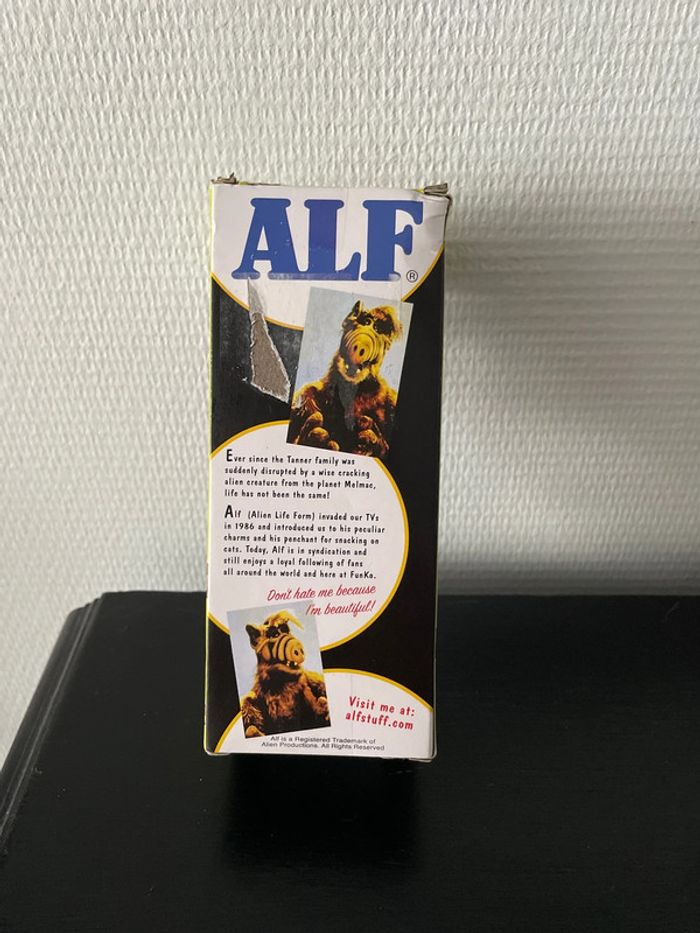 ALF®
Ever since the Tanner family was
suddenly disrupted by a wise cracking
alien creature from the planet Melmac,
life has not been the same!
Alf (Alien Life Form) invaded our TVs
in 1986 and introduced us to his peculiar
charms and his penchant for snacking on
cats. Today, Alf is in syndication and
still enjoys a loyal following of fans
all around the world and here at FunKo.
Don't hate me because
I'm beautiful!
Visit me at:
alfstuff.com
Alf is a Registered Trademark of
Alien Productions. All Rights Reserved